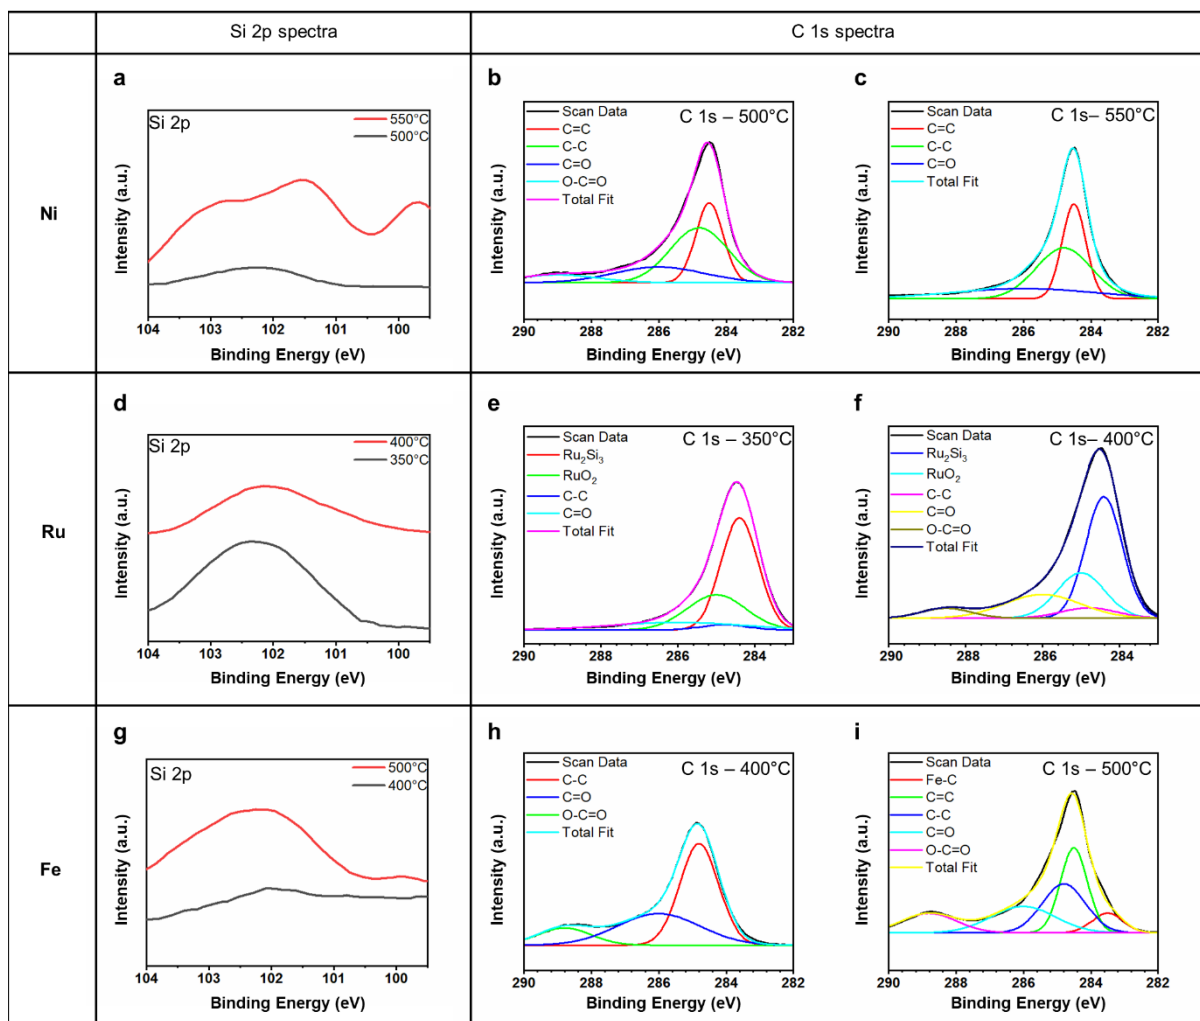 Si 2p spectra
C 1s spectra
Ni
a
Si 2p
550°C
500°C
Intensity (a.u.)
104 103 102 101 100
Binding Energy (eV)
b
C 1s – 500°C
Scan Data
C=C
C-C
C=O
O-C=O
Total Fit
Intensity (a.u.)
290 288 286 284 282
Binding Energy (eV)
c
C 1s– 550°C
Scan Data
C=C
C-C
C=O
Total Fit
Intensity (a.u.)
290 288 286 284 282
Binding Energy (eV)
Ru
d
Si 2p
400°C
350°C
Intensity (a.u.)
104 103 102 101 100
Binding Energy (eV)
e
C 1s – 350°C
Scan Data
Ru₂Si₃
RuO₂
C-C
C=O
Total Fit
Intensity (a.u.)
290 288 286 284
Binding Energy (eV)
f
C 1s– 400°C
Scan Data
Ru₂Si₃
RuO₂
C-C
C=O
O-C=O
Total Fit
Intensity (a.u.)
290 288 286 284
Binding Energy (eV)
Fe
g
Si 2p
500°C
400°C
Intensity (a.u.)
104 103 102 101 100
Binding Energy (eV)
h
C 1s – 400°C
Scan Data
C-C
C=O
O-C=O
Total Fit
Intensity (a.u.)
290 288 286 284 282
Binding Energy (eV)
i
C 1s – 500°C
Scan Data
Fe-C
C=C
C-C
C=O
O-C=O
Total Fit
Intensity (a.u.)
290 288 286 284 282
Binding Energy (eV)